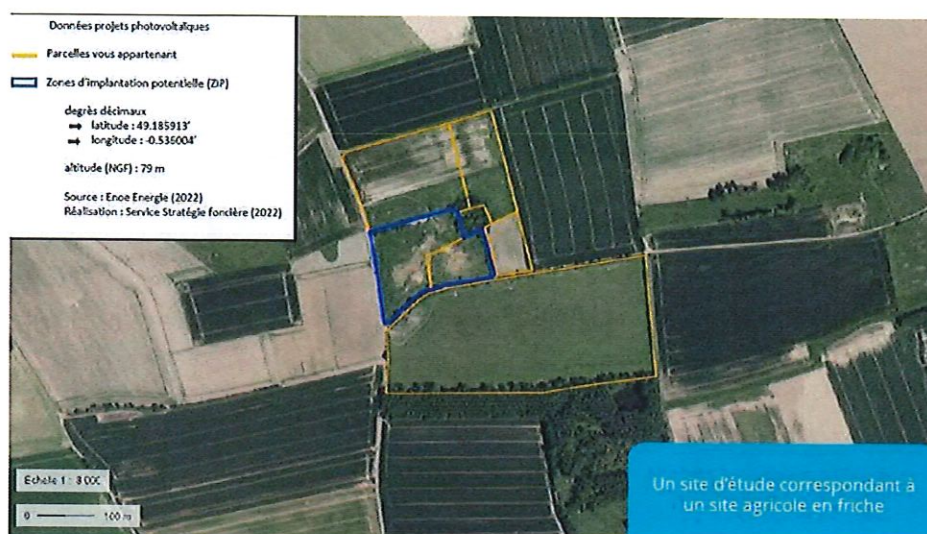 Données projets photovoltaïques
Parcelles vous appartenant
Zones d'implantation potentielle (ZIP)
degrés décimaux
➡ latitude : 49.185913'
➡ longitude : -0.536004'
altitude (NGF) : 79 m
Source : Enoe Energie (2022)
Réalisation : Service Stratégie foncière (2022)
Echelle 1 : 8 000
0 100 m
Un site d'étude correspondant à
un site agricole en friche